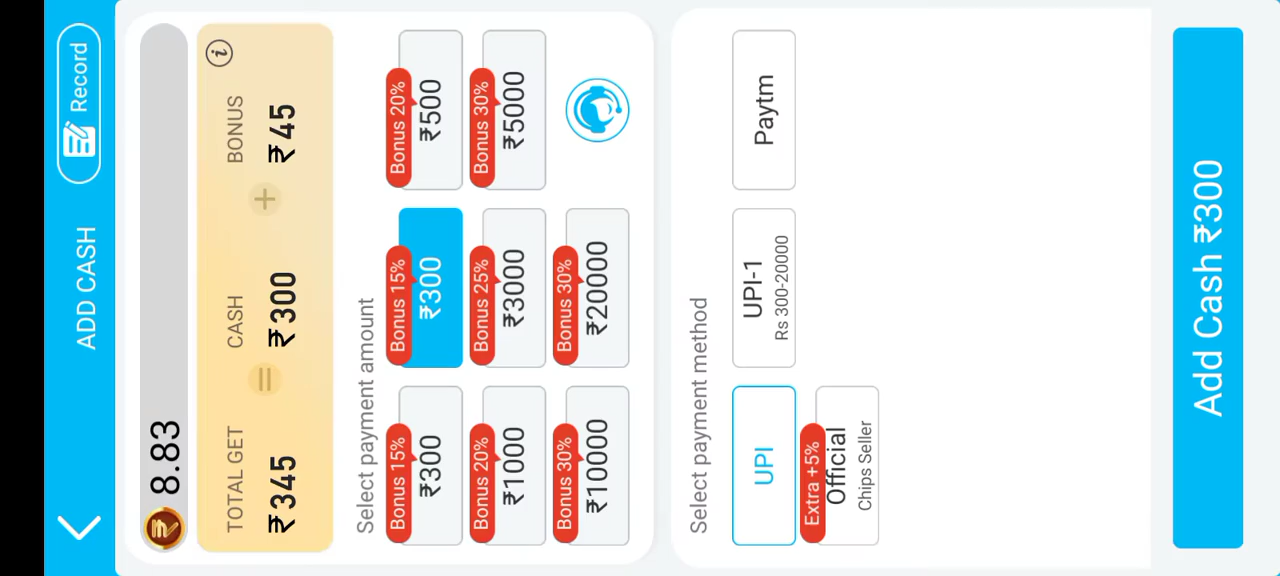 ADD CASH
Record
8.83
TOTAL GET
CASH
BONUS
₹345
=
₹300
+
₹45
Select payment amount
Bonus 15%
₹300
Bonus 15%
₹300
Bonus 20%
₹500
Bonus 20%
₹1000
Bonus 25%
₹3000
Bonus 30%
₹5000
Bonus 30%
₹10000
Bonus 30%
₹20000
Select payment method
UPI
UPI-1
Rs 300-20000
Paytm
Extra +5%
Official
Chips Seller
Add Cash ₹300